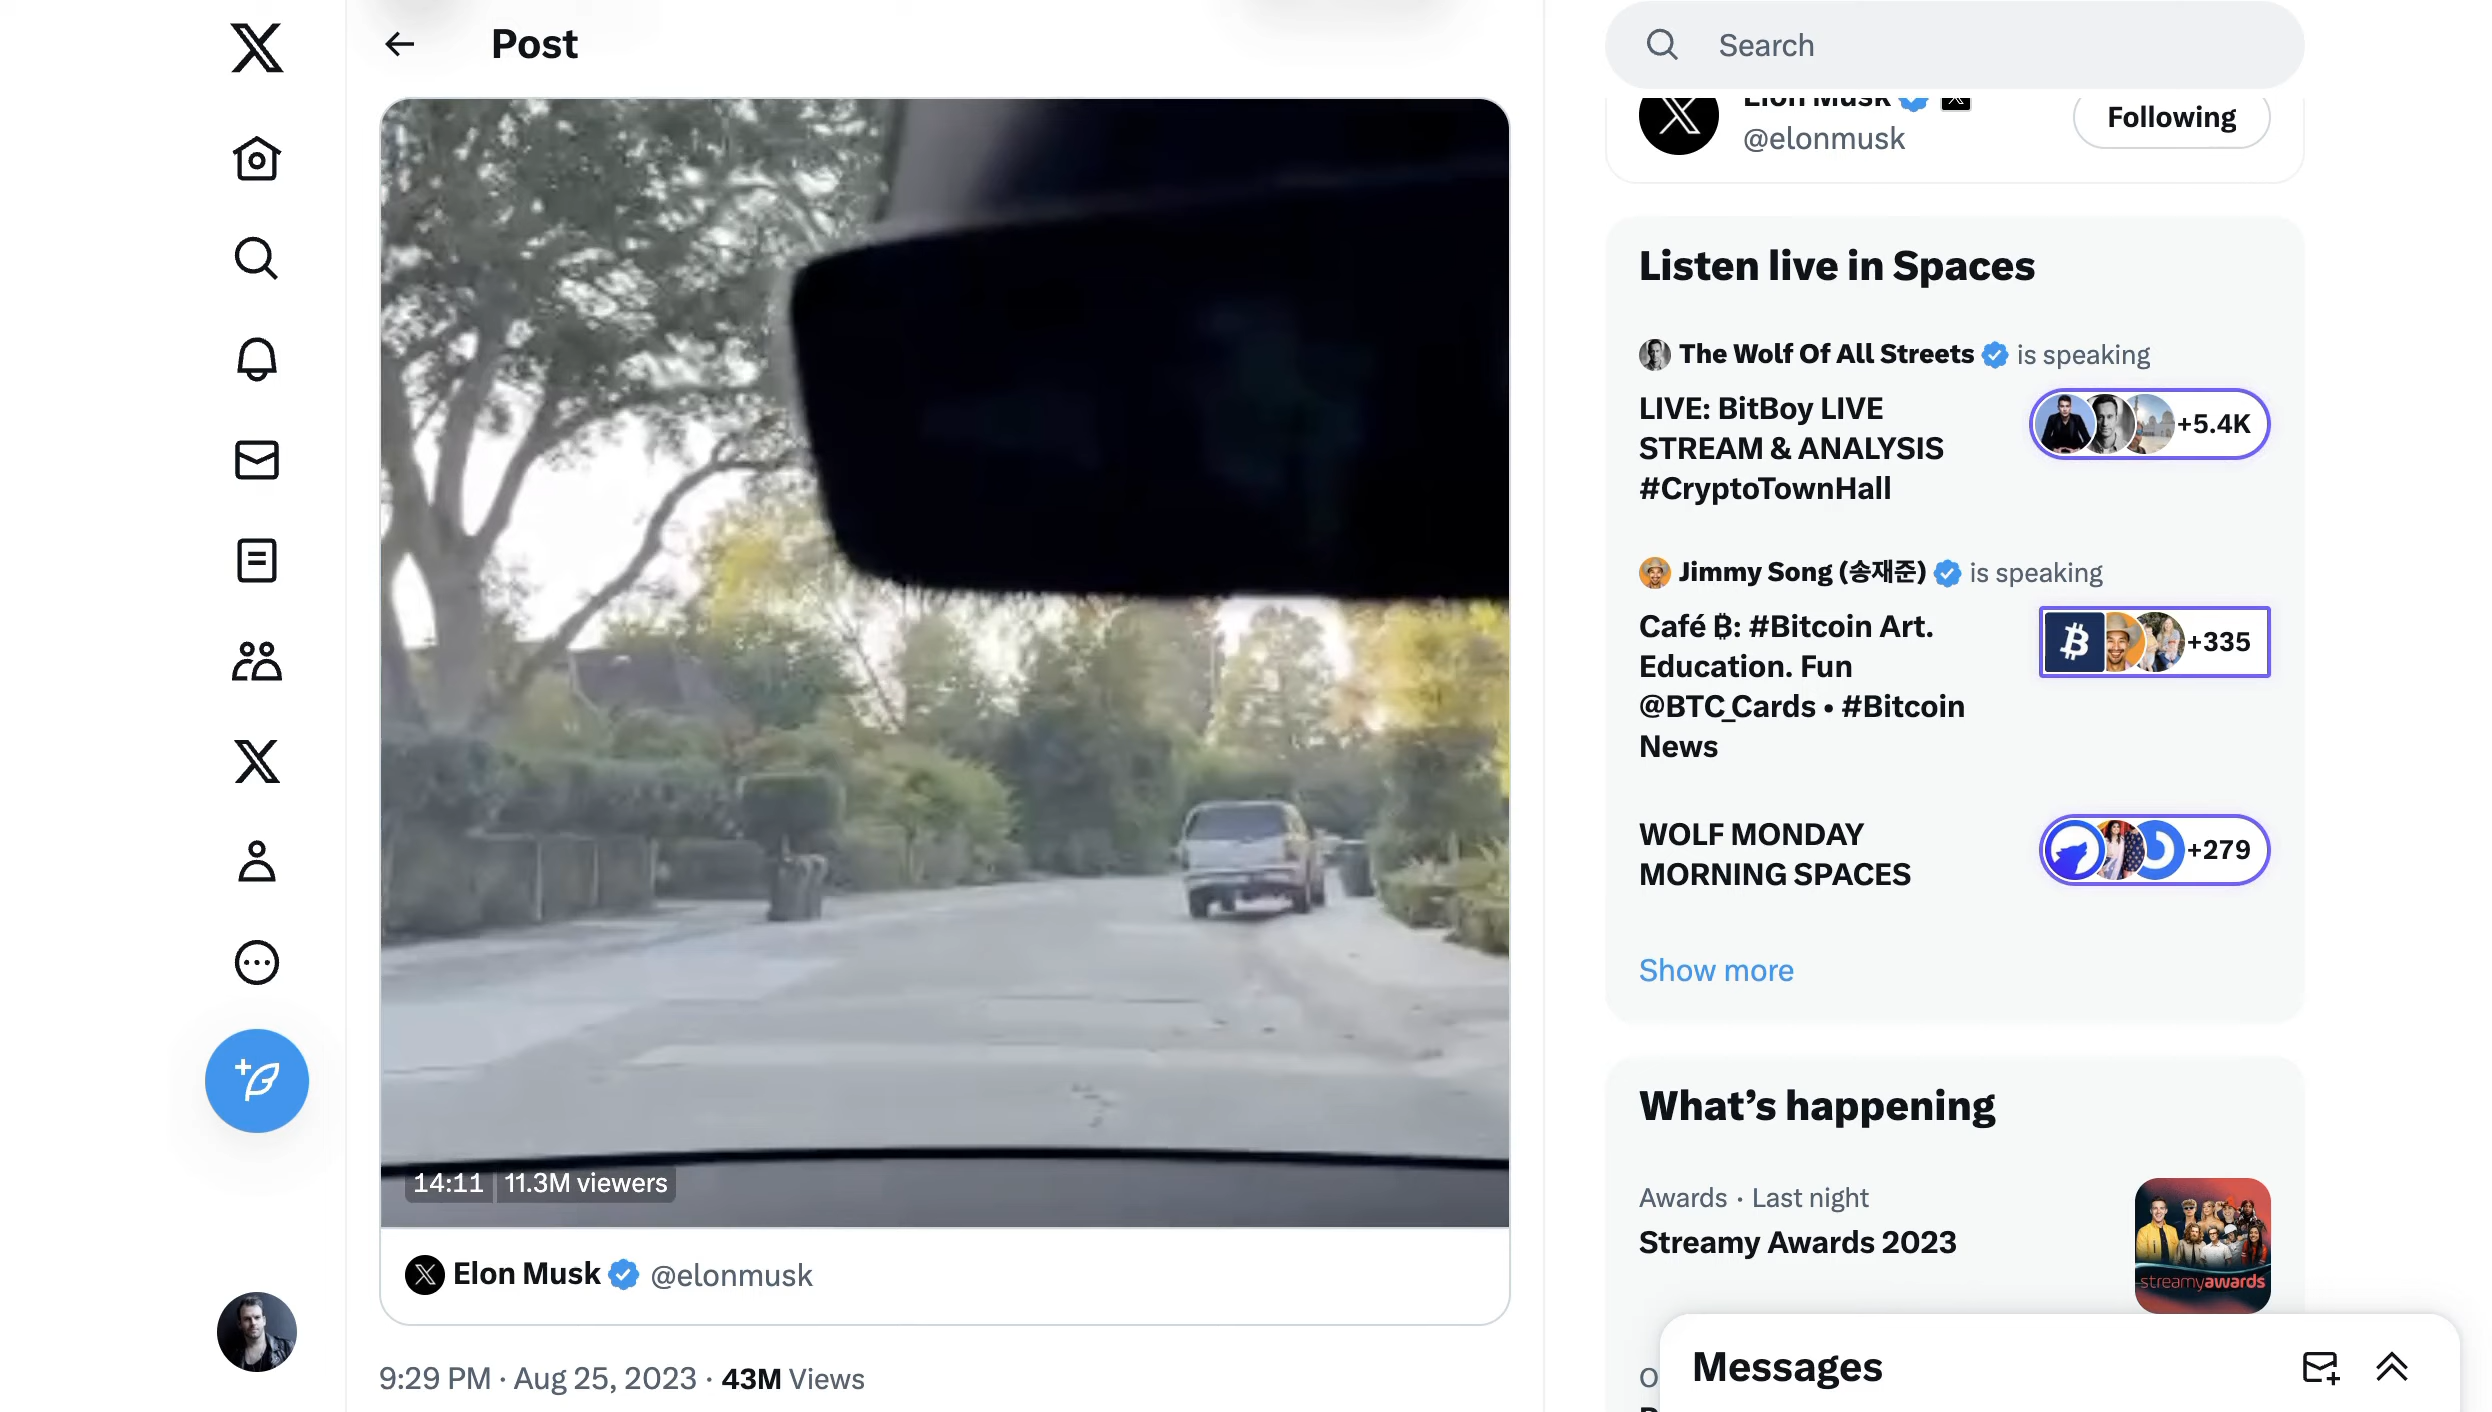 Post
14:11 11.3M viewers
Elon Musk @elonmusk
9:29 PM · Aug 25, 2023 · 43M Views
Search
Elon Musk
@elonmusk
Following
Listen live in Spaces
The Wolf Of All Streets is speaking
LIVE: BitBoy LIVE
STREAM & ANALYSIS
#CryptoTownHall
+5.4K
Jimmy Song (송재준) is speaking
Café ₿: #Bitcoin Art.
Education. Fun
@BTC_Cards • #Bitcoin
News
+335
WOLF MONDAY
MORNING SPACES
+279
Show more
What’s happening
Awards · Last night
Streamy Awards 2023
streamyawards
Messages